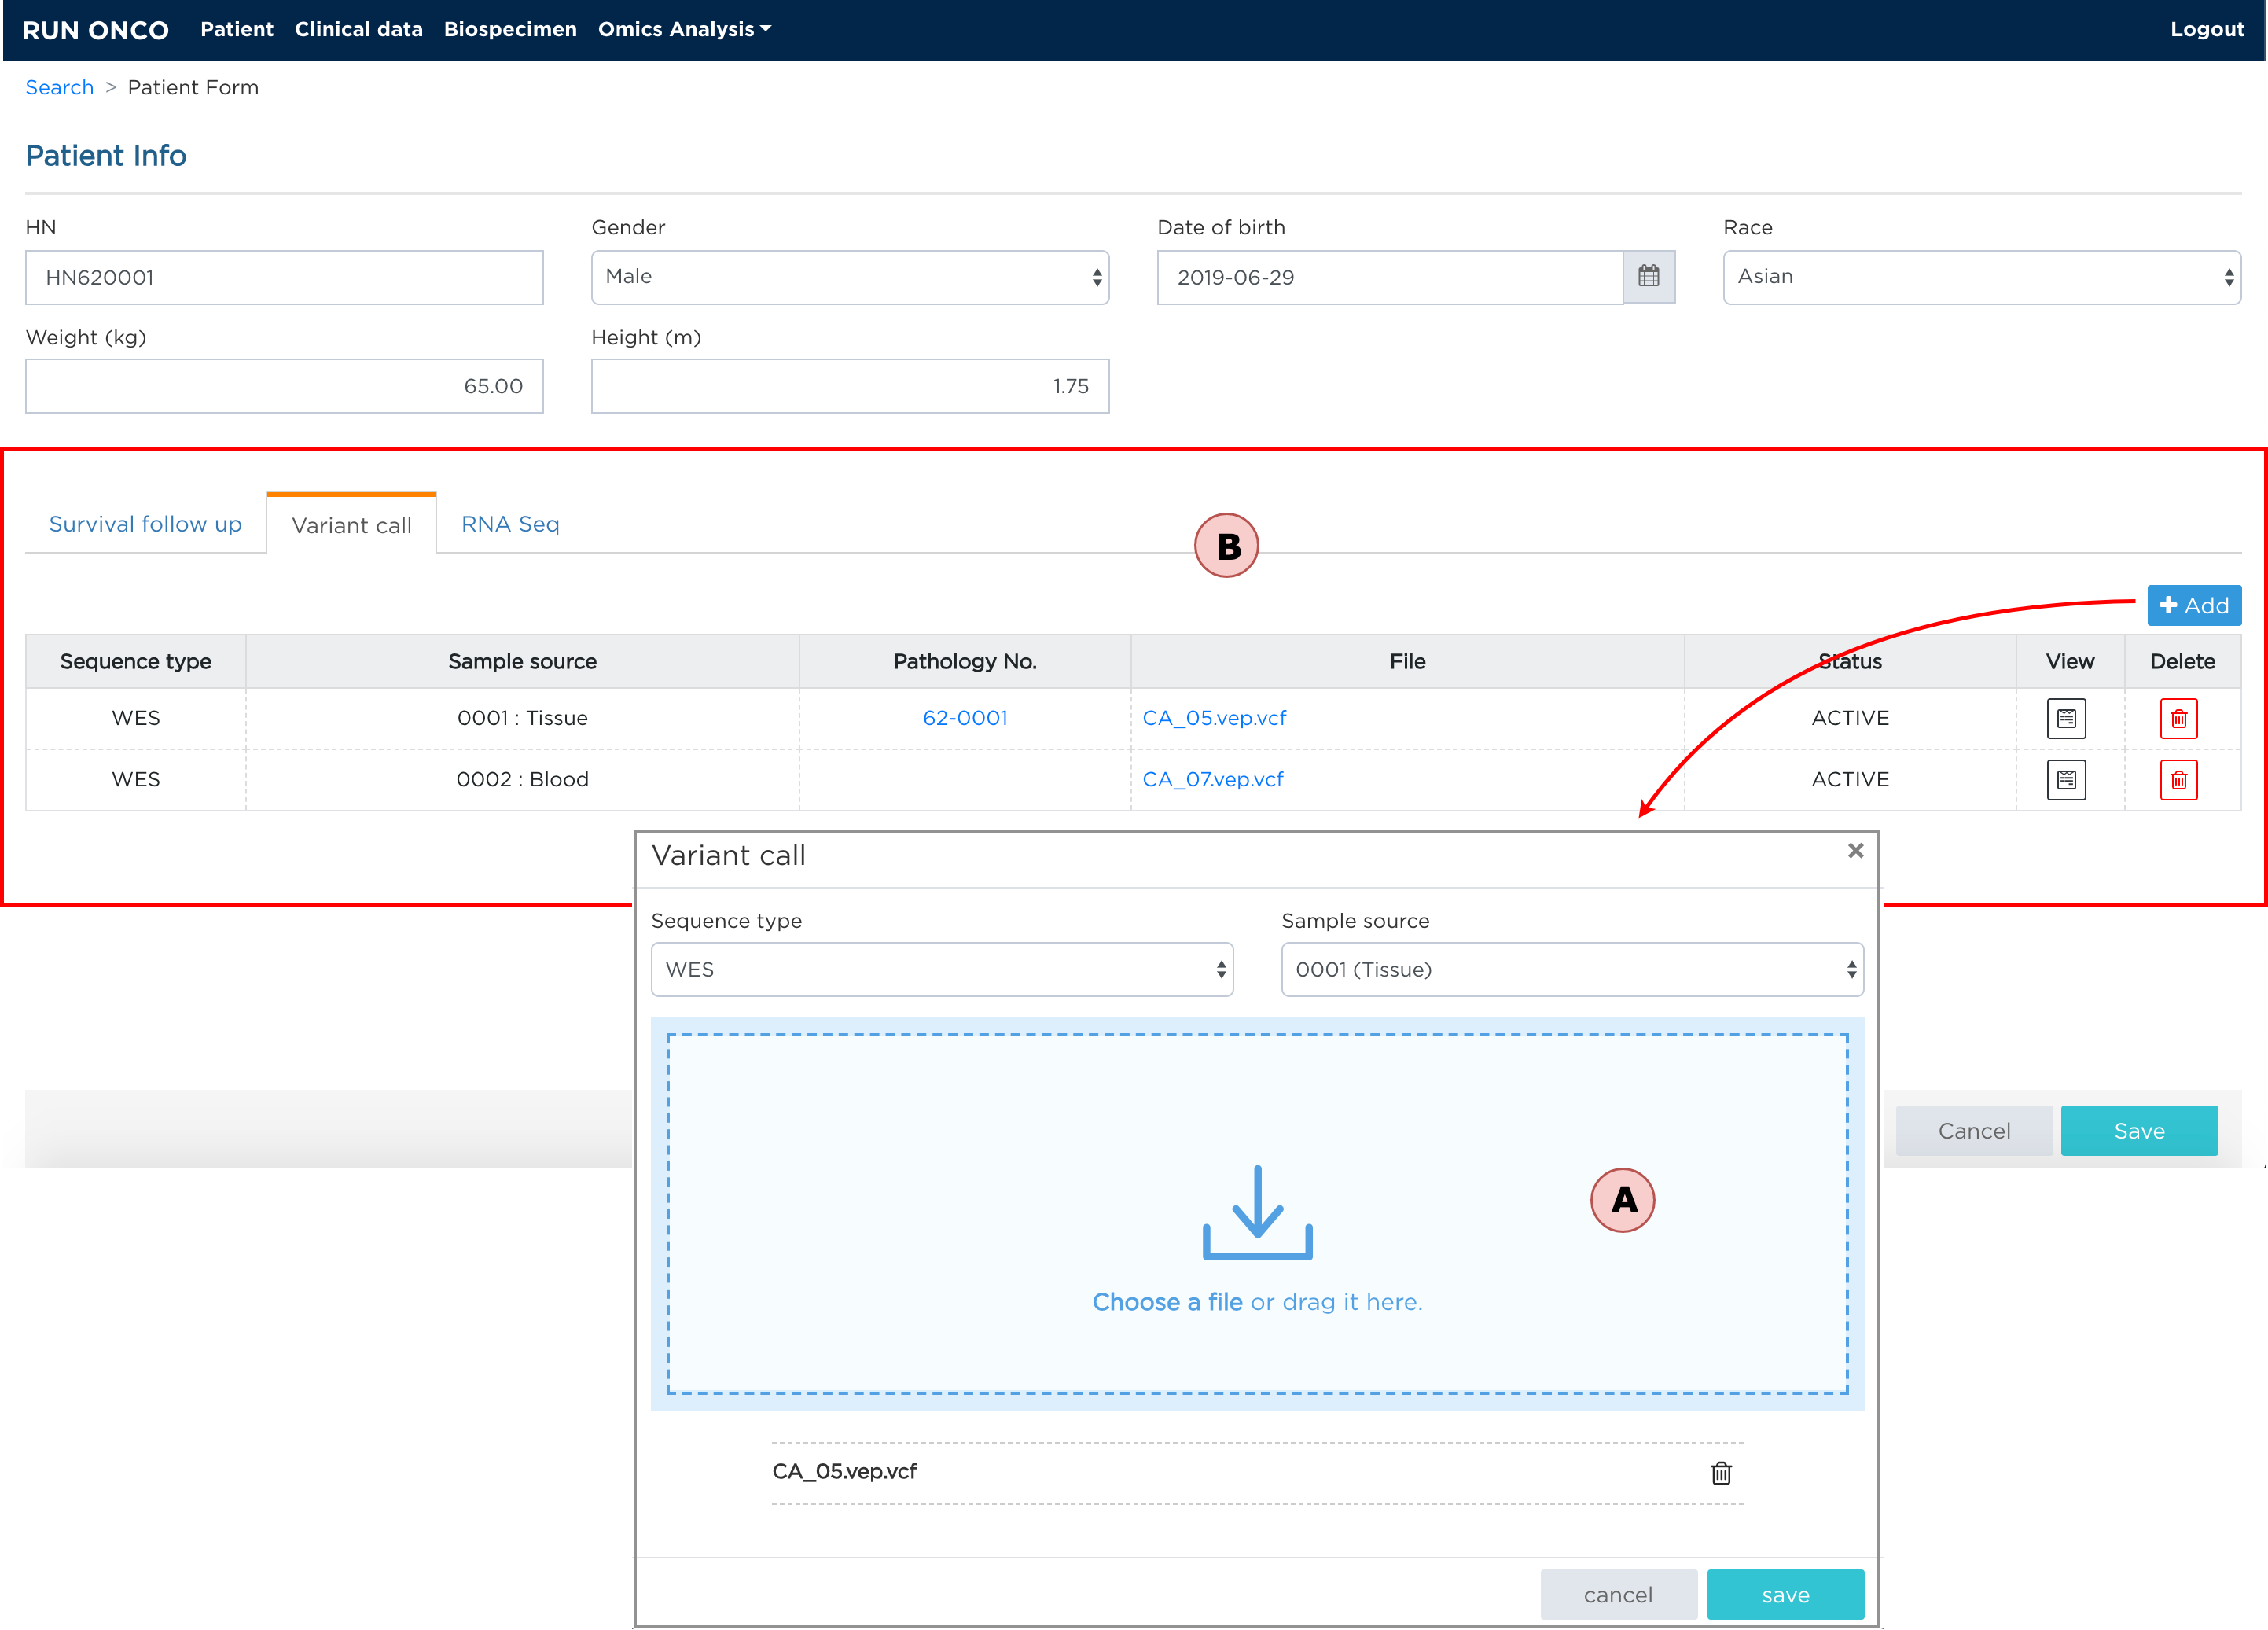 RUN ONCO Patient Clinical data Biospecimen Omics Analysis Logout
Search > Patient Form
Patient Info
HN Gender Date of birth Race
HN620001 Male 2019-06-29 Asian
Weight (kg) Height (m)
65.00 1.75
Survival follow up Variant call RNA Seq
B
Add
Sequence type Sample source Pathology No. File Status View Delete
WES 0001 : Tissue 62-0001 CA_05.vep.vcf ACTIVE
WES 0002 : Blood CA_07.vep.vcf ACTIVE
Variant call ×
Sequence type Sample source
WES 0001 (Tissue)
Cancel Save
A
Choose a file or drag it here.
CA_05.vep.vcf
cancel save